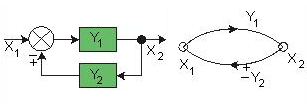 Y₁
X₁
X₂
∓
Y₂
Y₁
X₁
X₂
∓Y₂